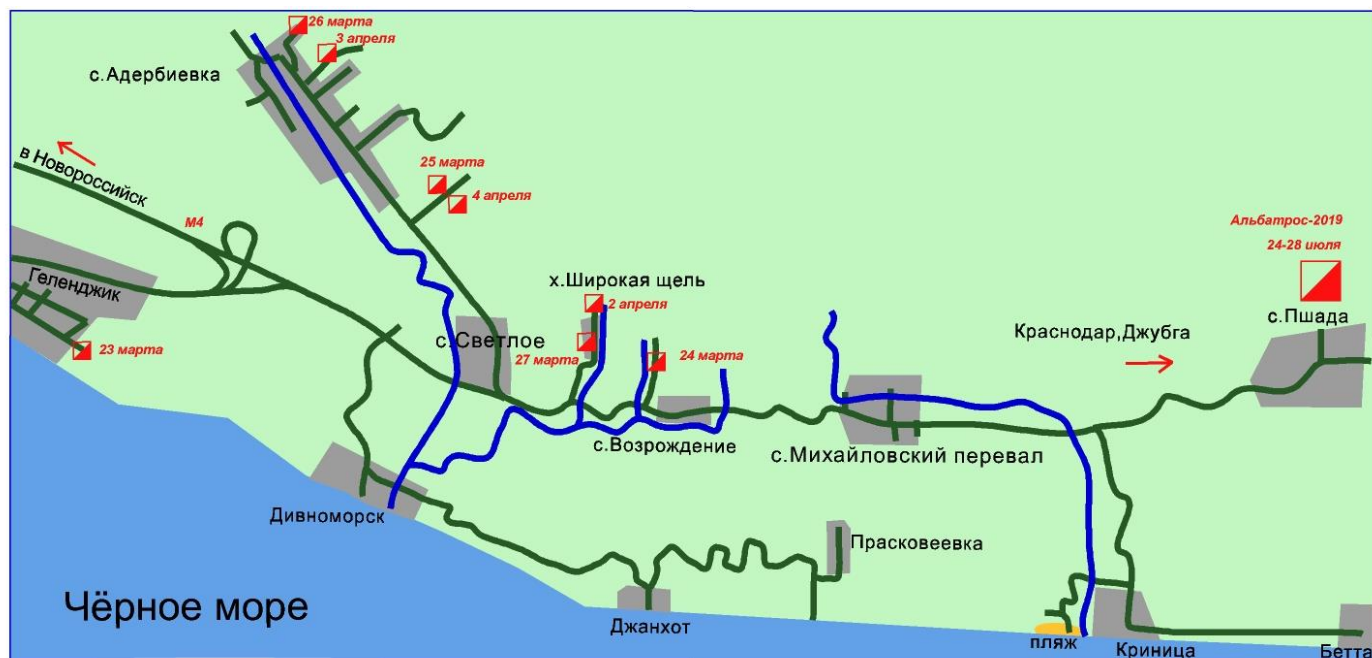 26 марта
3 апреля
с.Адербиевка
25 марта
4 апреля
в Новороссийск
М4
Альбатрос-2019
24-28 июля
Геленджик
23 марта
х.Широкая щель
2 апреля
с.Светлое
27 марта
24 марта
Краснодар,Джубга
с.Пшада
с.Возрождение
с.Михайловский перевал
Дивноморск
Прасковеевка
Чёрное море
Джанхот
пляж
Криница
Бетта